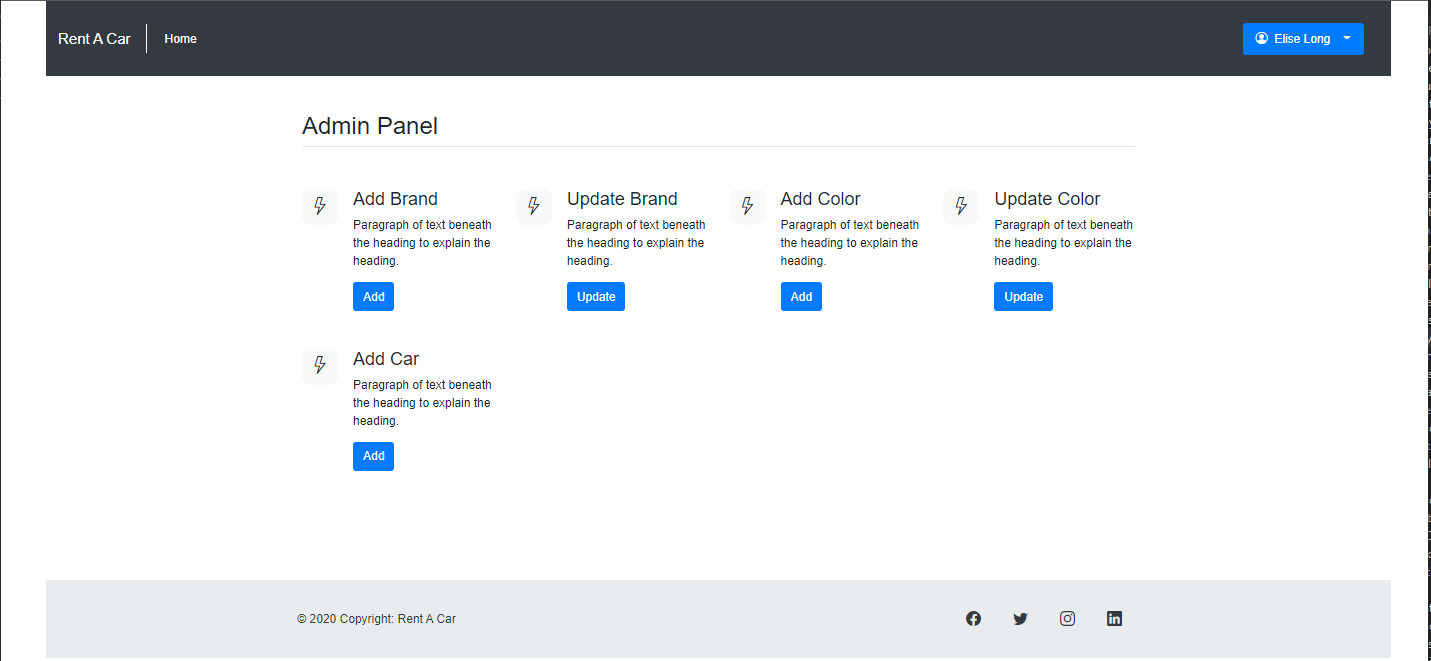 Rent A Car
Home
Elise Long
Admin Panel
Add Brand
Paragraph of text beneath
the heading to explain the
heading.
Add
Update Brand
Paragraph of text beneath
the heading to explain the
heading.
Update
Add Color
Paragraph of text beneath
the heading to explain the
heading.
Add
Update Color
Paragraph of text beneath
the heading to explain the
heading.
Update
Add Car
Paragraph of text beneath
the heading to explain the
heading.
Add
© 2020 Copyright: Rent A Car